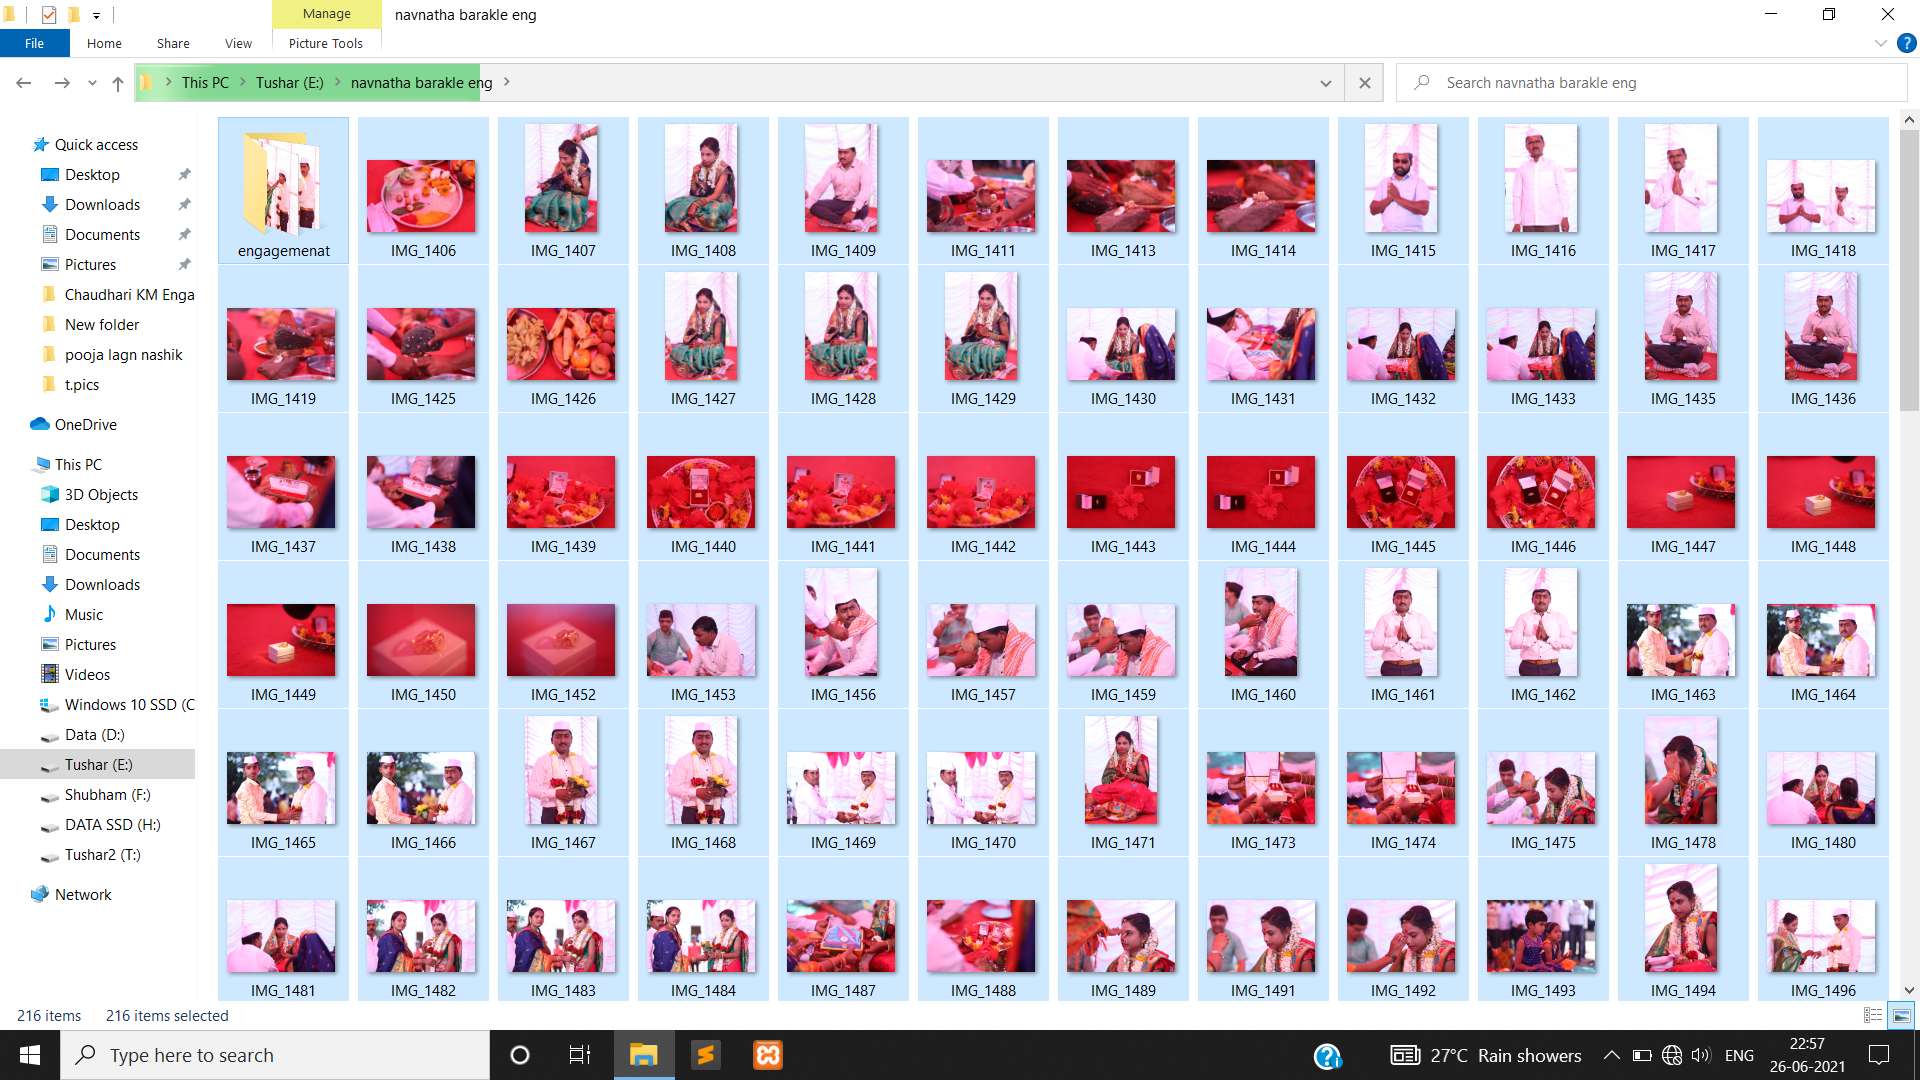 Manage
navnatha barakle eng
File
Home
Share
View
Picture Tools
This PC
Tushar (E:)
navnatha barakle eng
Search navnatha barakle eng
Quick access
Desktop
Downloads
Documents
Pictures
Chaudhari KM Enga
New folder
pooja lagn nashik
t.pics
OneDrive
This PC
3D Objects
Desktop
Documents
Downloads
Music
Pictures
Videos
Windows 10 SSD (C
Data (D:)
Tushar (E:)
Shubham (F:)
DATA SSD (H:)
Tushar2 (T:)
Network
engagemenat IMG_1406 IMG_1407 IMG_1408 IMG_1409 IMG_1411 IMG_1413 IMG_1414 IMG_1415 IMG_1416 IMG_1417 IMG_1418
IMG_1419 IMG_1425 IMG_1426 IMG_1427 IMG_1428 IMG_1429 IMG_1430 IMG_1431 IMG_1432 IMG_1433 IMG_1435 IMG_1436
IMG_1437 IMG_1438 IMG_1439 IMG_1440 IMG_1441 IMG_1442 IMG_1443 IMG_1444 IMG_1445 IMG_1446 IMG_1447 IMG_1448
IMG_1449 IMG_1450 IMG_1452 IMG_1453 IMG_1456 IMG_1457 IMG_1459 IMG_1460 IMG_1461 IMG_1462 IMG_1463 IMG_1464
IMG_1465 IMG_1466 IMG_1467 IMG_1468 IMG_1469 IMG_1470 IMG_1471 IMG_1473 IMG_1474 IMG_1475 IMG_1478 IMG_1480
IMG_1481 IMG_1482 IMG_1483 IMG_1484 IMG_1487 IMG_1488 IMG_1489 IMG_1491 IMG_1492 IMG_1493 IMG_1494 IMG_1496
216 items 216 items selected
Type here to search
27°C Rain showers
ENG
22:57
26-06-2021